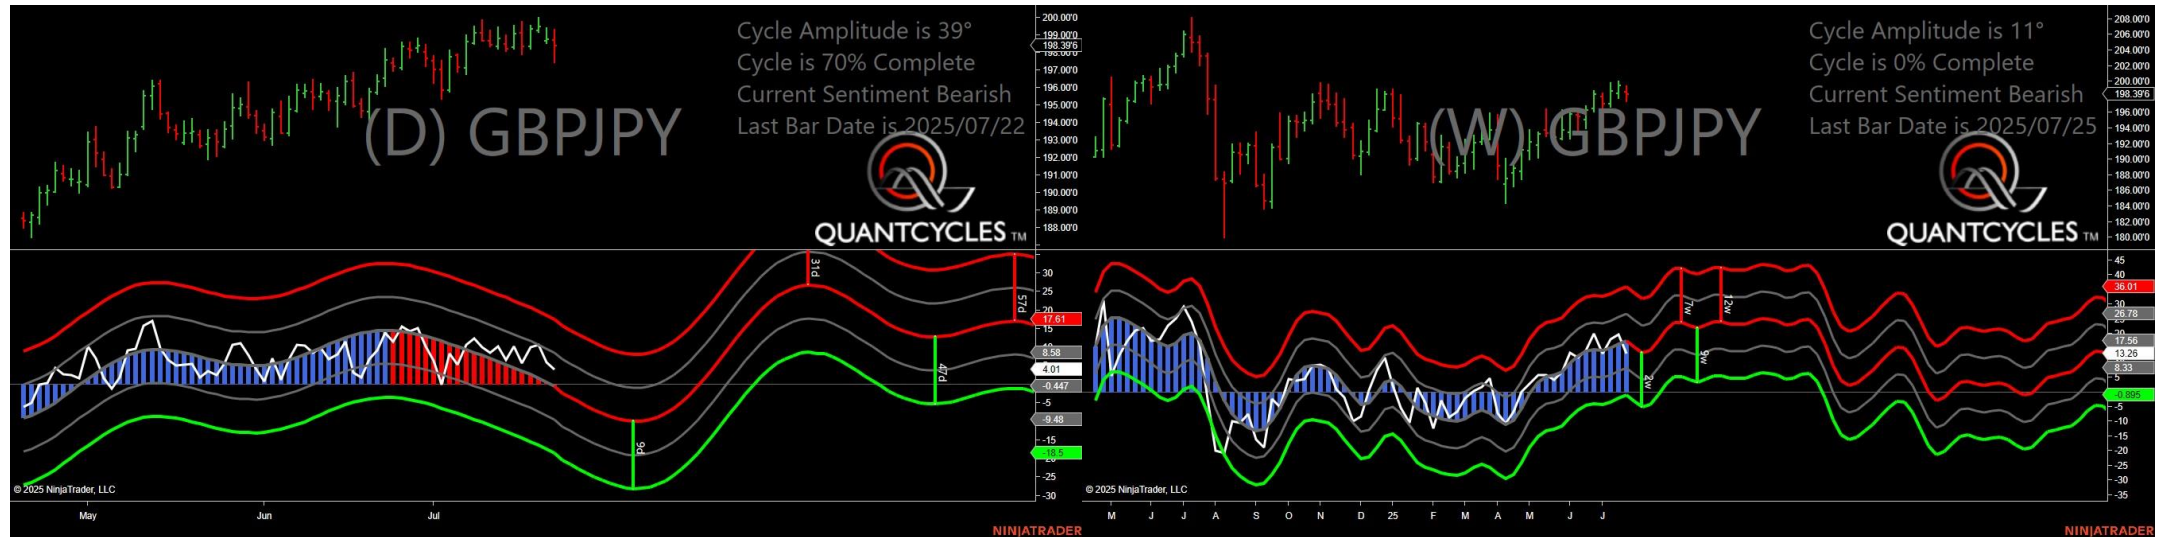 Cycle Amplitude is 39°
Cycle is 70% Complete
Current Sentiment Bearish
Last Bar Date is 2025/07/22
(D) GBPJPY
QUANTCYCLES TM
200.00'0
199.00'0
198.39'6
198.00'0
197.00'0
196.00'0
195.00'0
194.00'0
193.00'0
192.00'0
191.00'0
190.00'0
189.00'0
188.00'0
31d
57d
47d
9d
30
25
20
17.61
15
8.58
4.01
-0.447
-5
-9.48
-15
-18.5
-25
-30
© 2025 NinjaTrader, LLC
May
Jun
Jul
NINJATRADER
Cycle Amplitude is 11°
Cycle is 0% Complete
Current Sentiment Bearish
Last Bar Date is 2025/07/25
(W) GBPJPY
QUANTCYCLES TM
208.00'0
206.00'0
204.00'0
202.00'0
200.00'0
198.39'6
196.00'0
194.00'0
192.00'0
190.00'0
188.00'0
186.00'0
184.00'0
182.00'0
180.00'0
7w
12w
9w
2w
45
40
36.01
30
26.78
17.56
13.26
8.33
5
-0.895
-5
-10
-15
-20
-25
-30
-35
© 2025 NinjaTrader, LLC
M J J A S O N D 25 F M A M J J
NINJATRADER